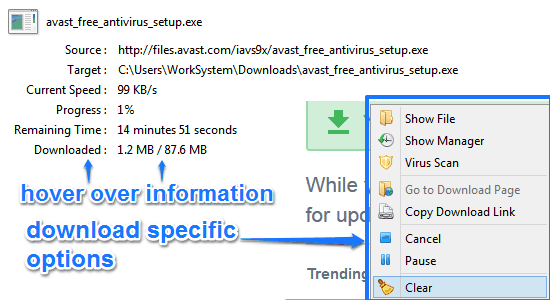 avast_free_antivirus_setup.exe
Source : http://files.avast.com/iavs9x/avast_free_antivirus_setup.exe
Target : C:\Users\WorkSystem\Downloads\avast_free_antivirus_setup.exe
Current Speed : 99 KB/s
Progress : 1%
Remaining Time : 14 minutes 51 seconds
Downloaded : 1.2 MB / 87.6 MB
hover over information
download specific
options
While
for upd
Trending
Show File
Show Manager
Virus Scan
Go to Download Page
Copy Download Link
Cancel
Pause
Clear